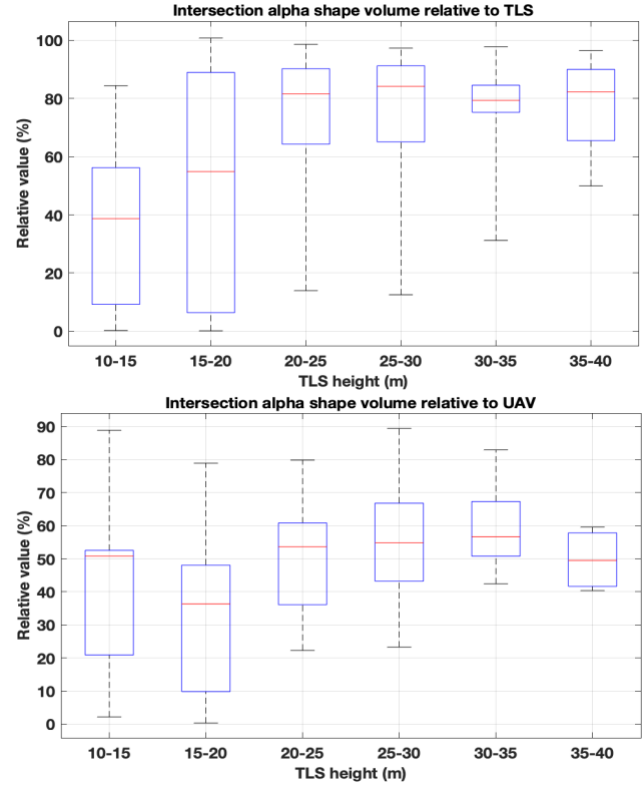 Intersection alpha shape volume relative to TLS
100
80
60
40
20
0
Relative value (%)
10-15 15-20 20-25 25-30 30-35 35-40
TLS height (m)
Intersection alpha shape volume relative to UAV
90
80
70
60
50
40
30
20
10
0
Relative value (%)
10-15 15-20 20-25 25-30 30-35 35-40
TLS height (m)